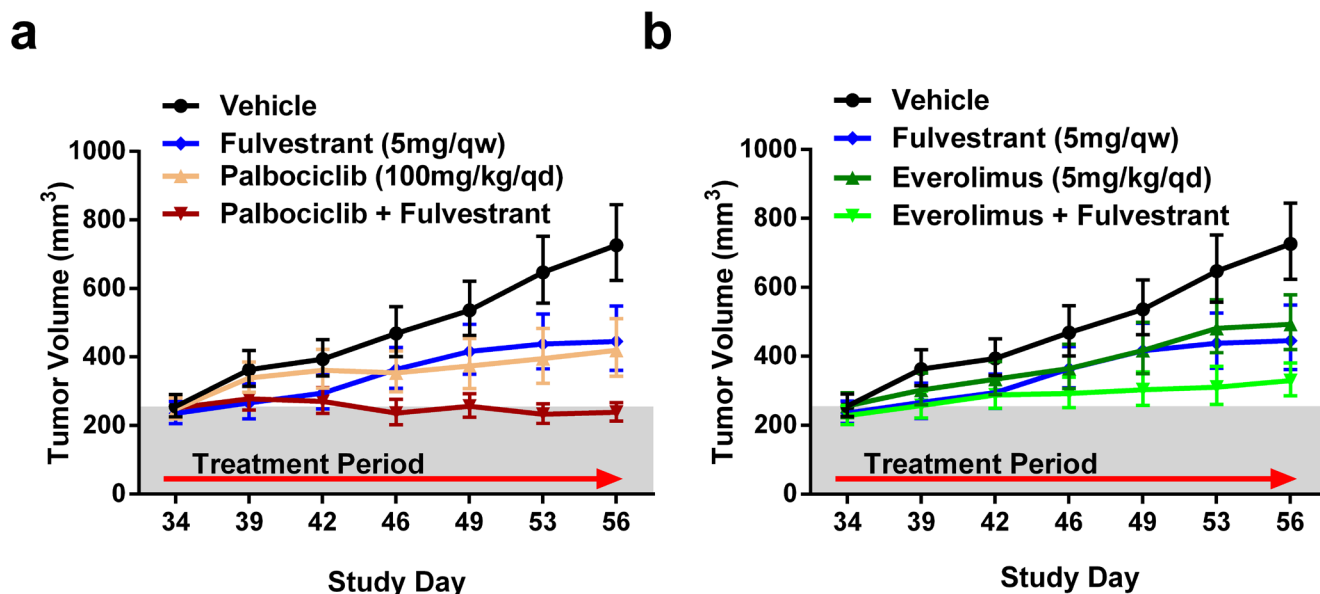 a
Vehicle
Fulvestrant (5mg/qw)
Palbociclib (100mg/kg/qd)
Palbociclib + Fulvestrant
Tumor Volume (mm³)
1000
800
600
400
200
0
Treatment Period
34 39 42 46 49 53 56
Study Day
b
Vehicle
Fulvestrant (5mg/qw)
Everolimus (5mg/kg/qd)
Everolimus + Fulvestrant
Tumor Volume (mm³)
1000
800
600
400
200
0
Treatment Period
34 39 42 46 49 53 56
Study Day